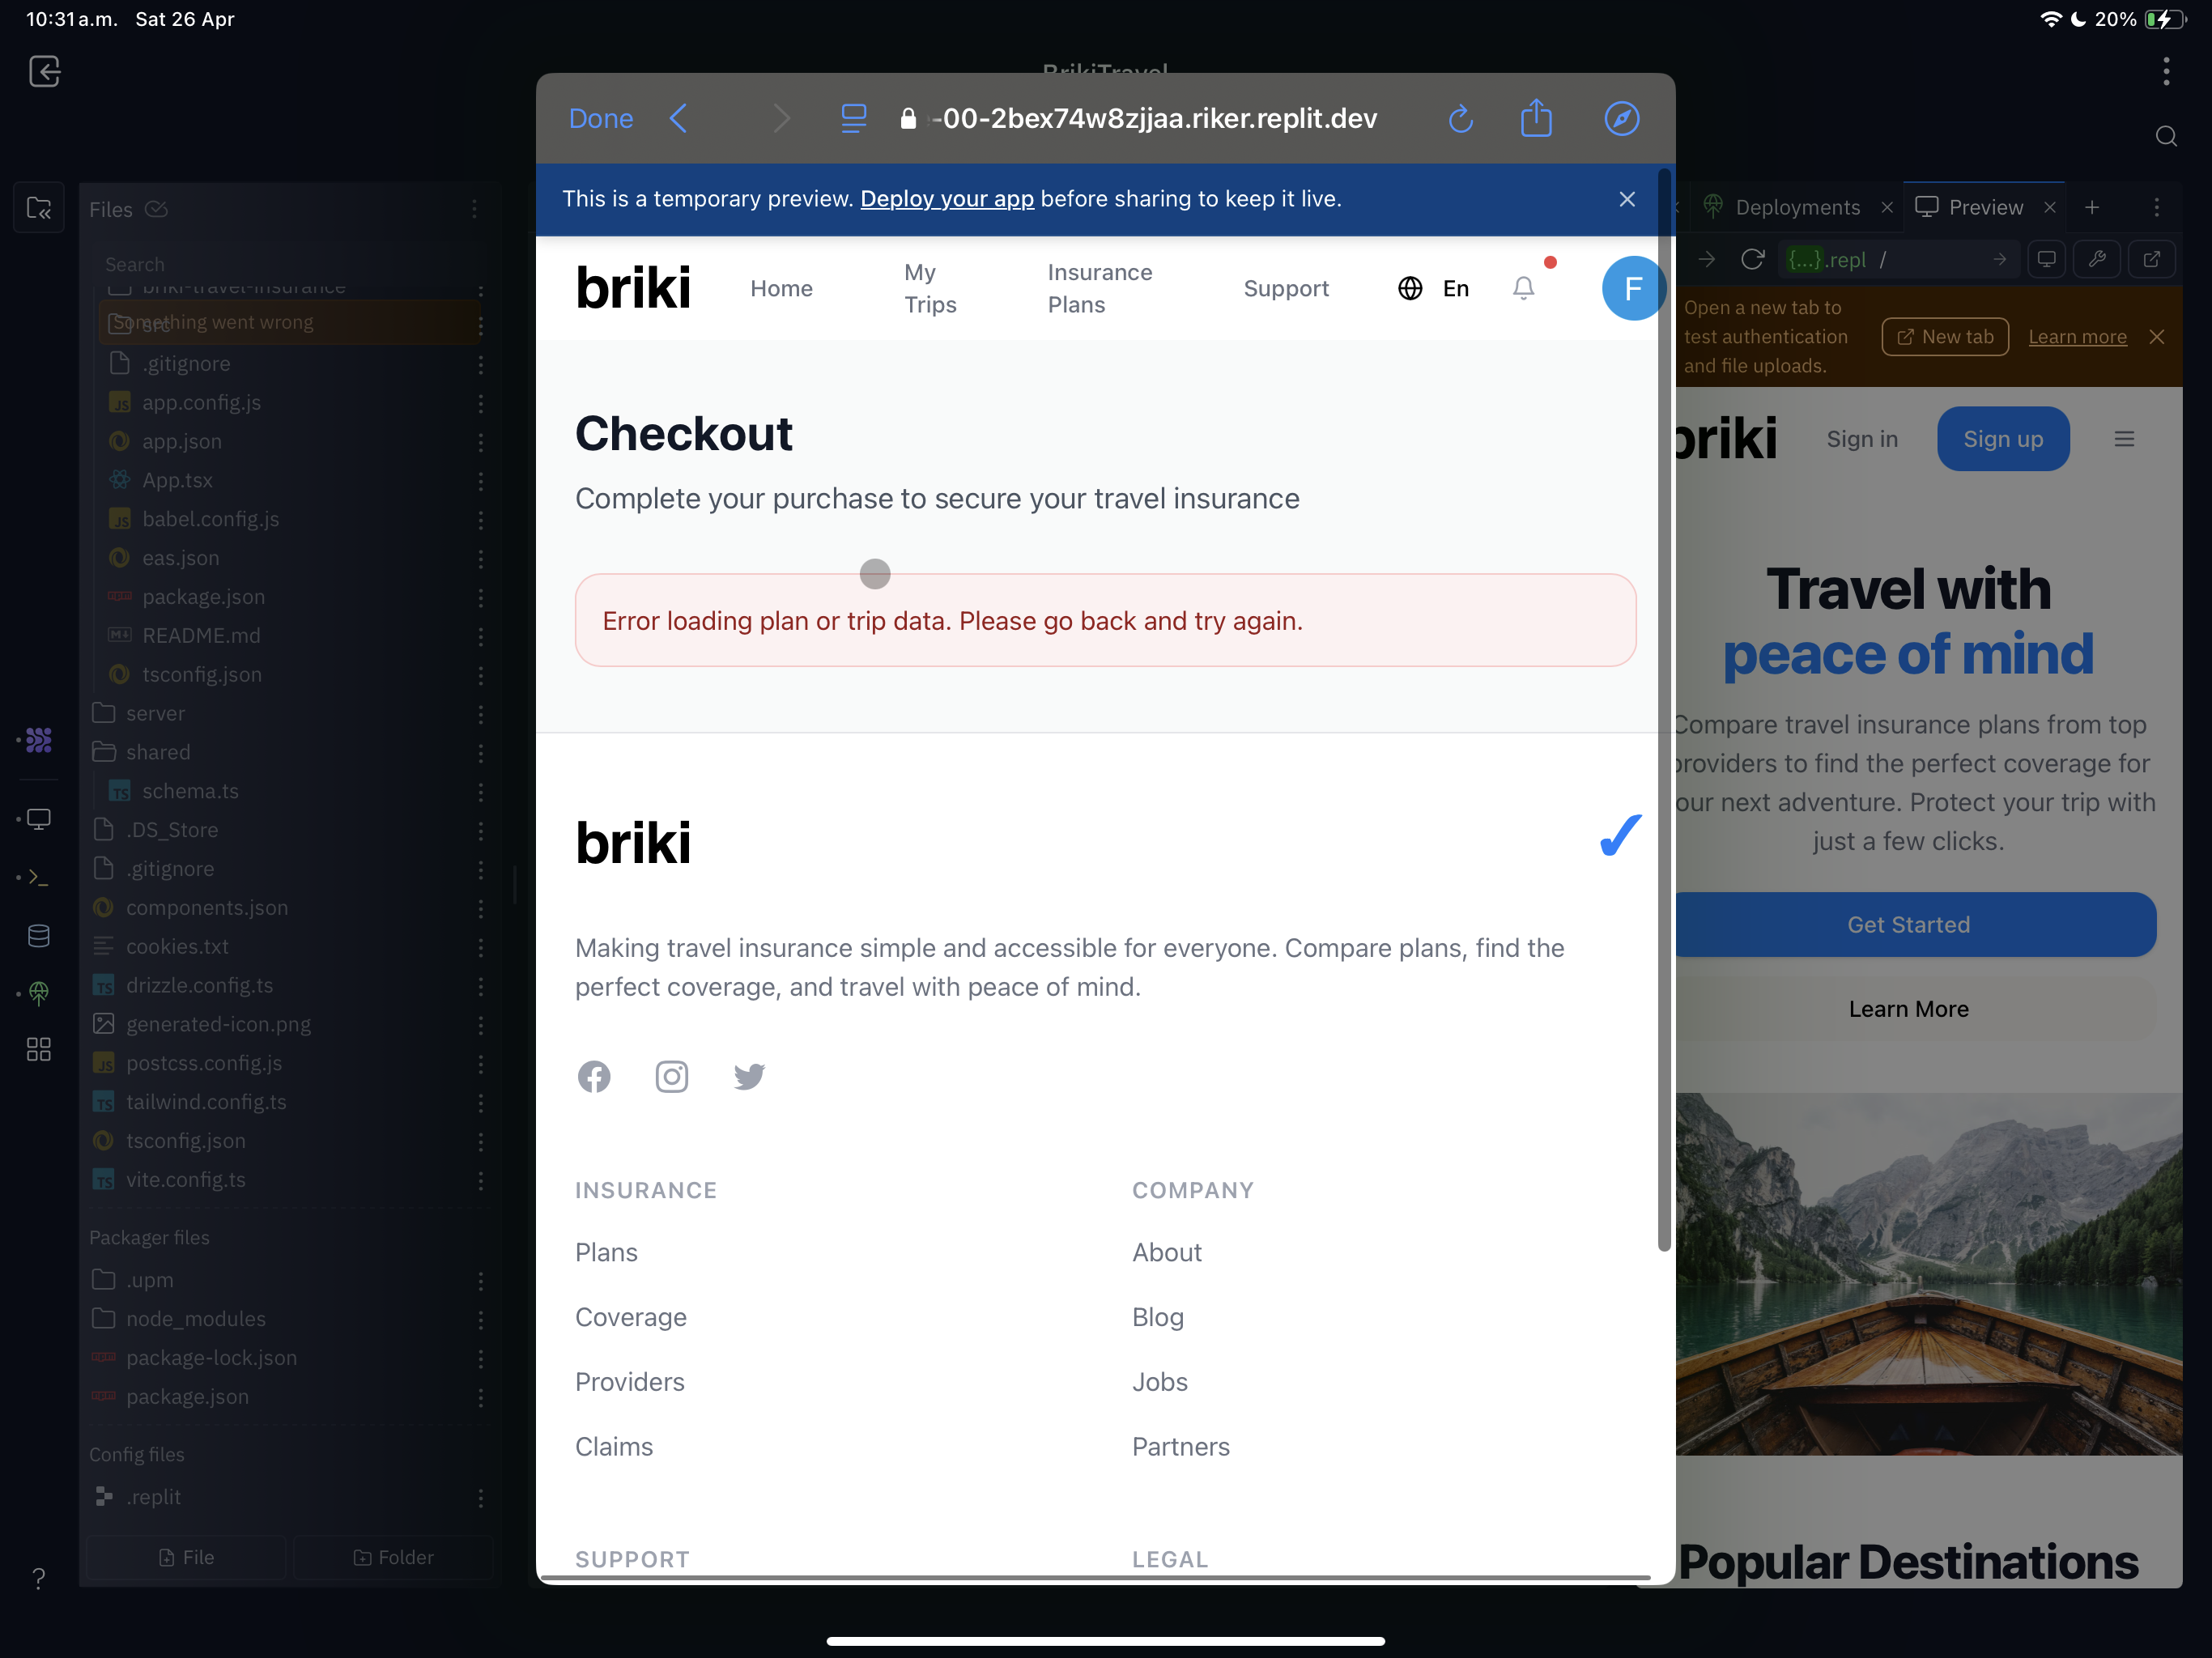 10:31 a.m. Sat 26 Apr
20%
BrikiTravel
Done
-00-2bex74w8zjjaa.riker.replit.dev
This is a temporary preview. Deploy your app before sharing to keep it live.
briki
Home
My Trips
Insurance Plans
Support
En
F
Checkout
Complete your purchase to secure your travel insurance
Error loading plan or trip data. Please go back and try again.
briki
Making travel insurance simple and accessible for everyone. Compare plans, find the
perfect coverage, and travel with peace of mind.
INSURANCE
Plans
Coverage
Providers
Claims
COMPANY
About
Blog
Jobs
Partners
SUPPORT
LEGAL
Files
Search
briki-travel-insurance
Something went wrong
src
.gitignore
app.config.js
app.json
App.tsx
babel.config.js
eas.json
package.json
README.md
tsconfig.json
server
shared
schema.ts
.DS_Store
.gitignore
components.json
cookies.txt
drizzle.config.ts
generated-icon.png
postcss.config.js
tailwind.config.ts
tsconfig.json
vite.config.ts
Packager files
.upm
node_modules
package-lock.json
package.json
Config files
.replit
File
Folder
Deployments
Preview
{...}.repl /
Open a new tab to
test authentication
and file uploads.
New tab
Learn more
briki
Sign in
Sign up
Travel with
peace of mind
Compare travel insurance plans from top
providers to find the perfect coverage for
our next adventure. Protect your trip with
just a few clicks.
Get Started
Learn More
Popular Destinations